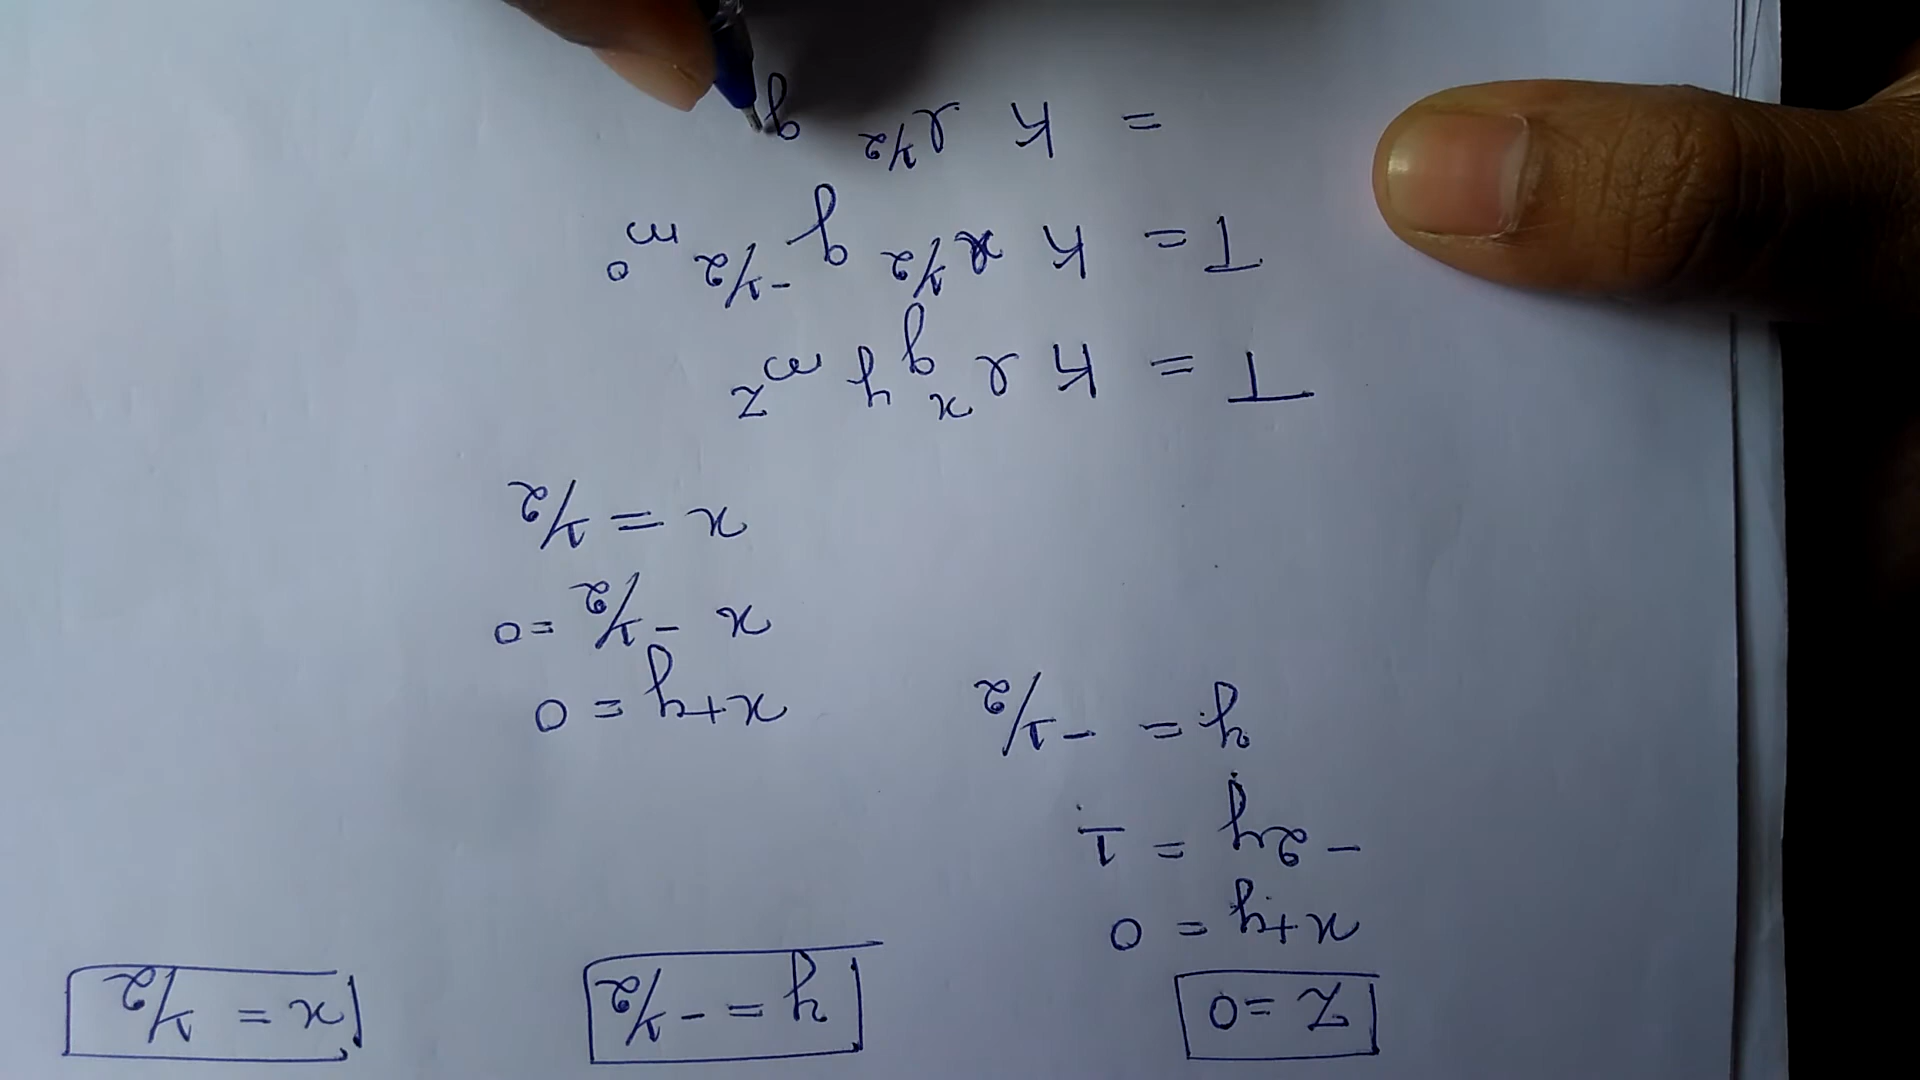 z = 0 y = -1/2 x = 1/2
x+y = 0
-2y = 1
y = -1/2
x+y = 0
x - 1/2 = 0
x = 1/2
T = K l^x g^y m^z
T = K l^1/2 g^-1/2 m^0
= K l^1/2 g